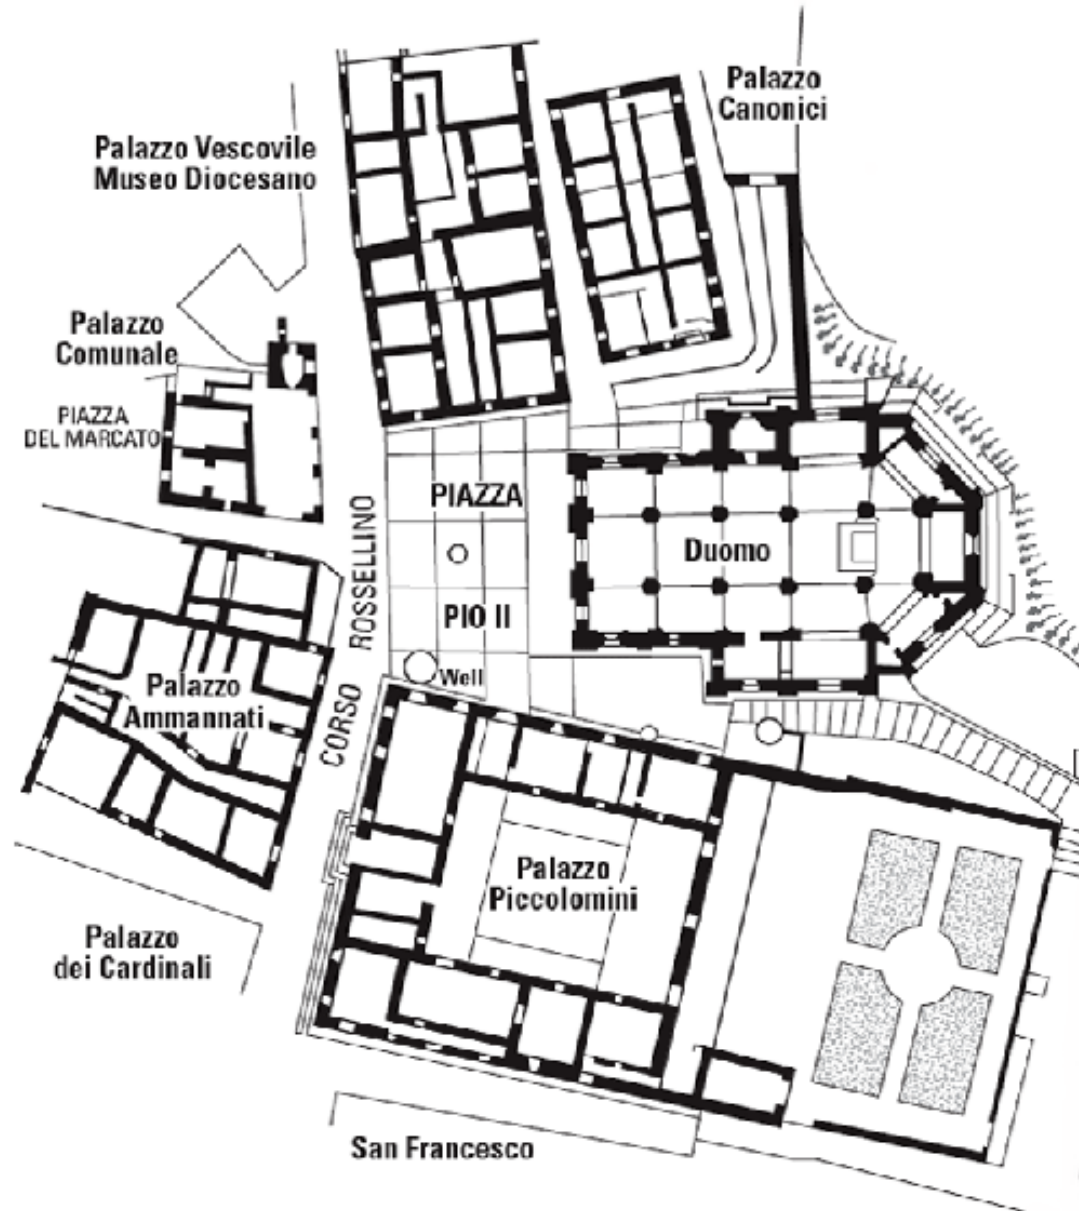 Palazzo
Canonici
Palazzo Vescovile
Museo Diocesano
Palazzo
Comunale
PIAZZA
DEL MARCATO
PIAZZA
PIO II
Duomo
CORSO ROSSELLINO
Well
Palazzo
Ammannati
Palazzo
Piccolomini
Palazzo
dei Cardinali
San Francesco